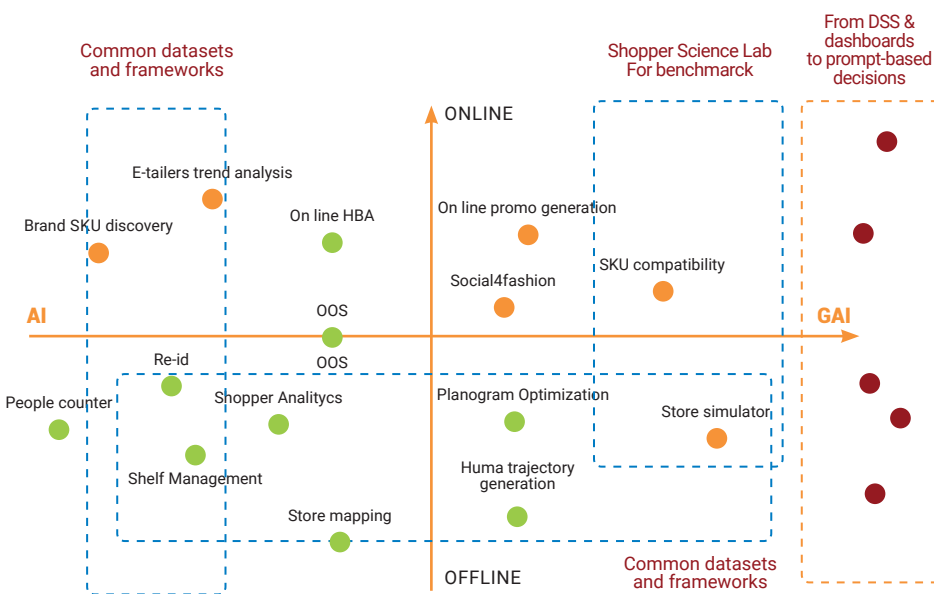 From DSS &
dashboards
to prompt-based
decisions
Common datasets
and frameworks
Shopper Science Lab
For benchmarck
ONLINE
E-tailers trend analysis
Brand SKU discovery
On line HBA
On line promo generation
SKU compatibility
Social4fashion
OOS
AI
GAI
OOS
Re-id
People counter
Shopper Analitycs
Planogram Optimization
Store simulator
Shelf Management
Huma trajectory
generation
Store mapping
Common datasets
and frameworks
OFFLINE